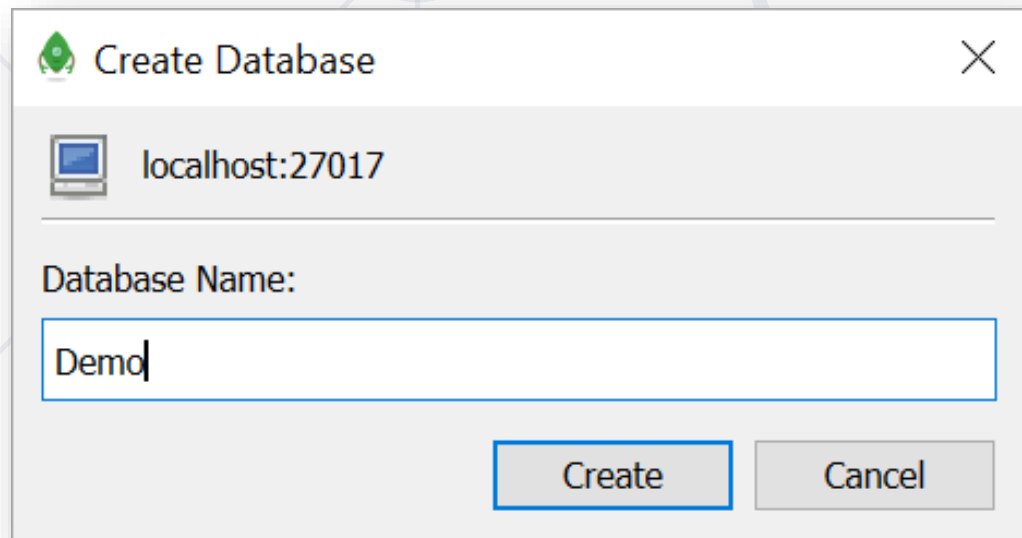 Create Database
localhost:27017
Database Name:
Demo
Create Cancel